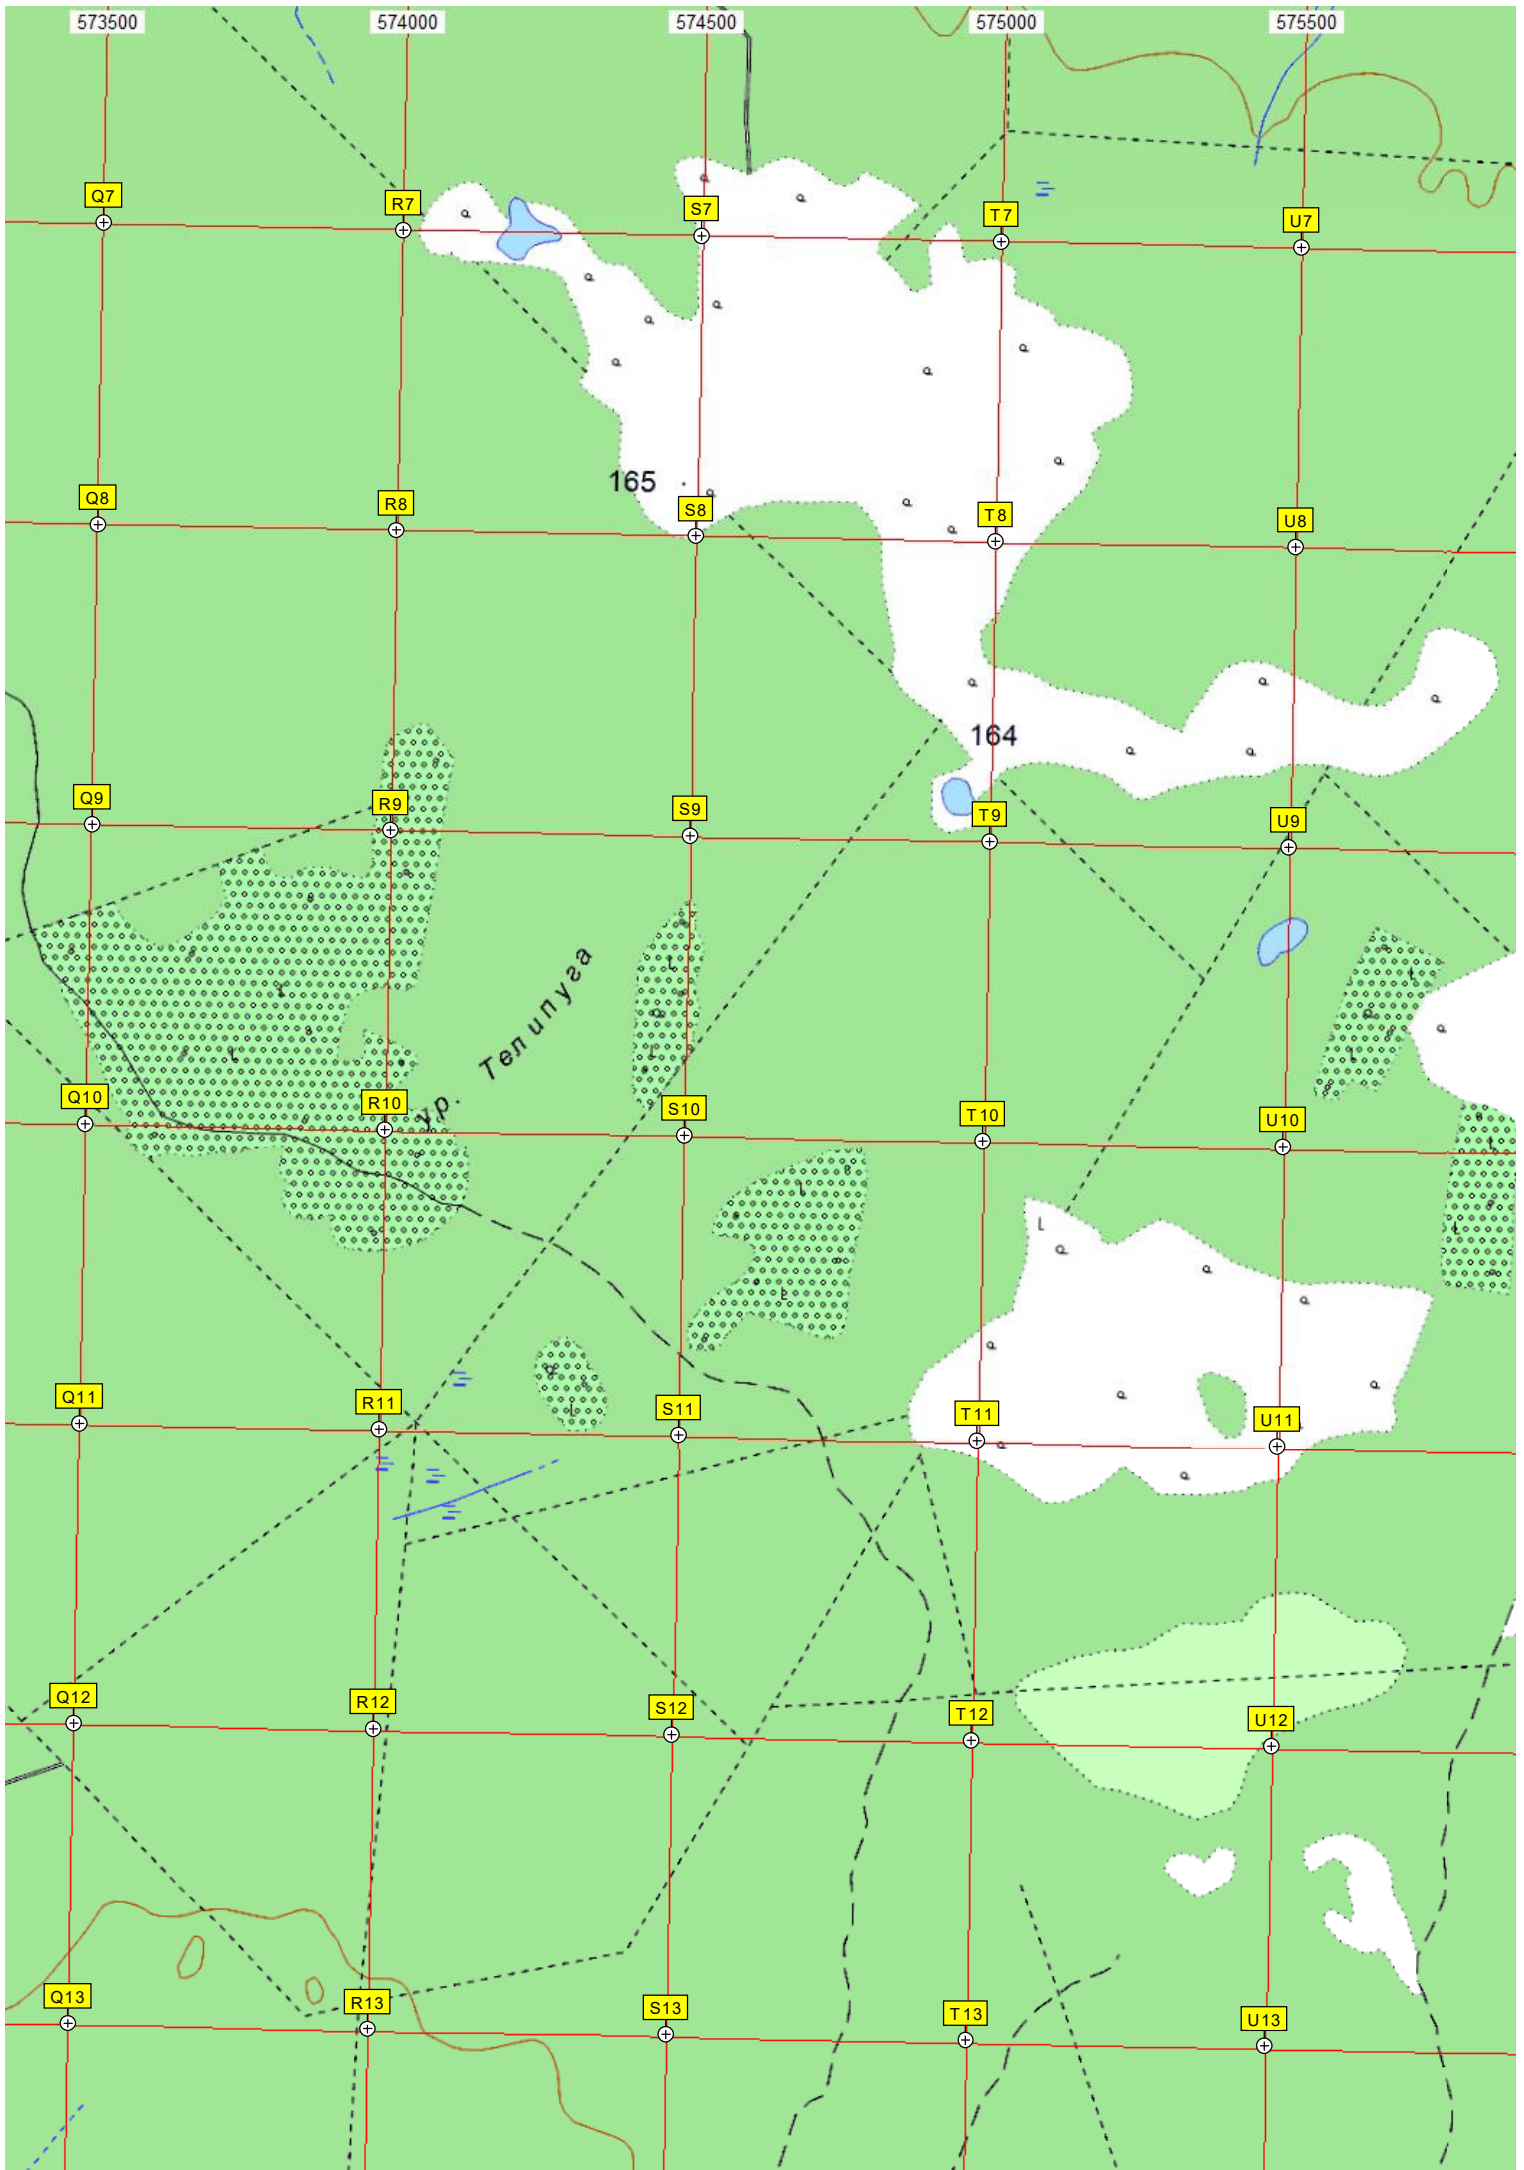 573500 574000 574500 575000 575500
Q7 R7 S7 T7 U7
165
Q8 R8 S8 T8 U8
164
Q9 R9 S9 T9 U9
ур. Телипуга
Q10 R10 S10 T10 U10
Q11 R11 S11 T11 U11
Q12 R12 S12 T12 U12
Q13 R13 S13 T13 U13